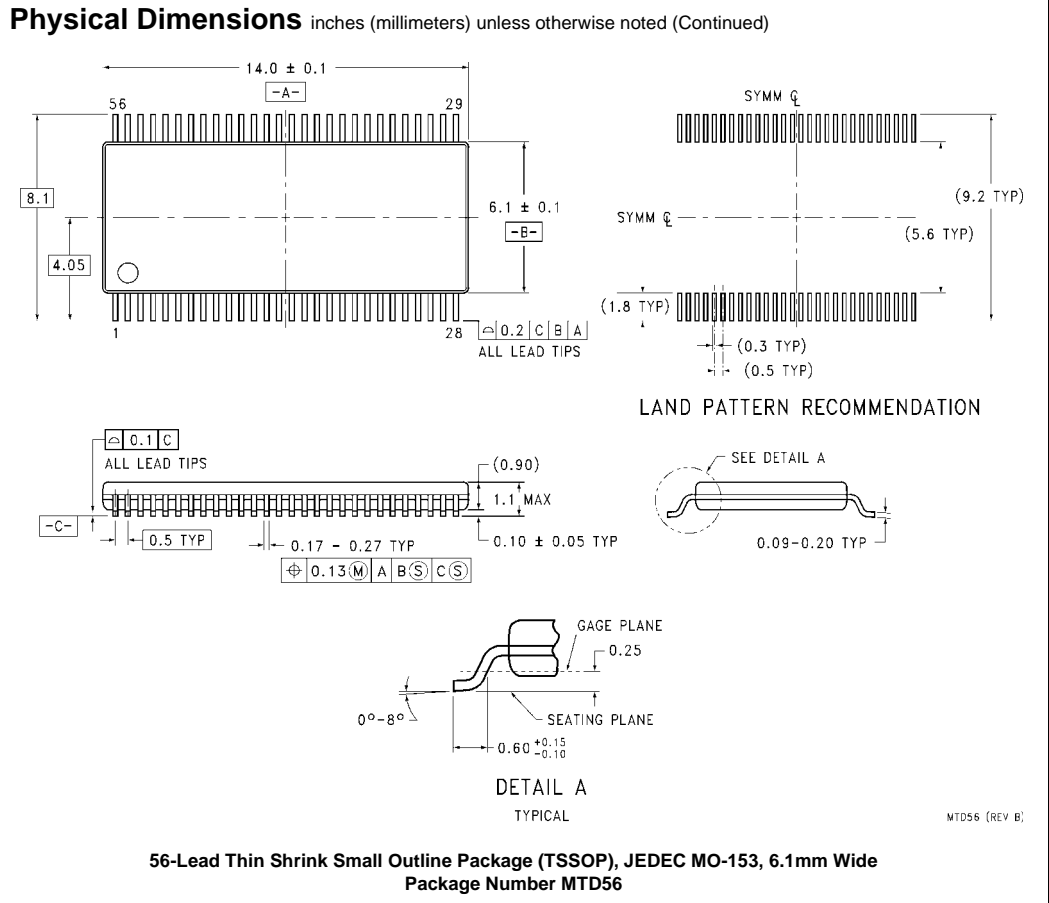 Physical Dimensions inches (millimeters) unless otherwise noted (Continued)
14.0 ± 0.1
-A-
56
29
8.1
4.05
6.1 ± 0.1
-B-
1
28
⌓ 0.2 C B A
ALL LEAD TIPS
SYMM ℄
SYMM ℄
(9.2 TYP)
(5.6 TYP)
(1.8 TYP)
(0.3 TYP)
(0.5 TYP)
LAND PATTERN RECOMMENDATION
⌓ 0.1 C
ALL LEAD TIPS
(0.90)
1.1 MAX
-C-
0.5 TYP
0.17 - 0.27 TYP
0.10 ± 0.05 TYP
⌖ 0.13 Ⓜ A B Ⓢ C Ⓢ
SEE DETAIL A
0.09-0.20 TYP
GAGE PLANE
0.25
0°-8°
SEATING PLANE
0.60 +0.15 -0.10
DETAIL A
TYPICAL
MTD56 (REV B)
56-Lead Thin Shrink Small Outline Package (TSSOP), JEDEC MO-153, 6.1mm Wide
Package Number MTD56